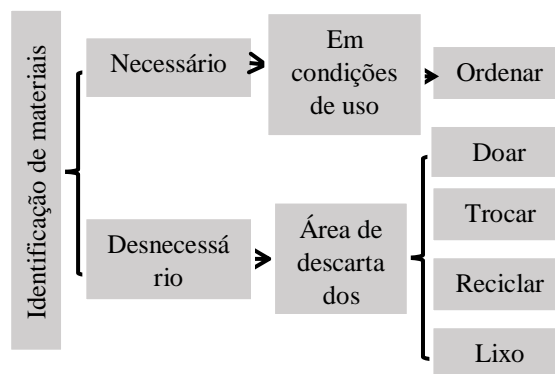 Identificação de materiais
Necessário
Em
condições
de uso
Ordenar
Desnecessá
rio
Área de
descarta
dos
Doar
Trocar
Reciclar
Lixo